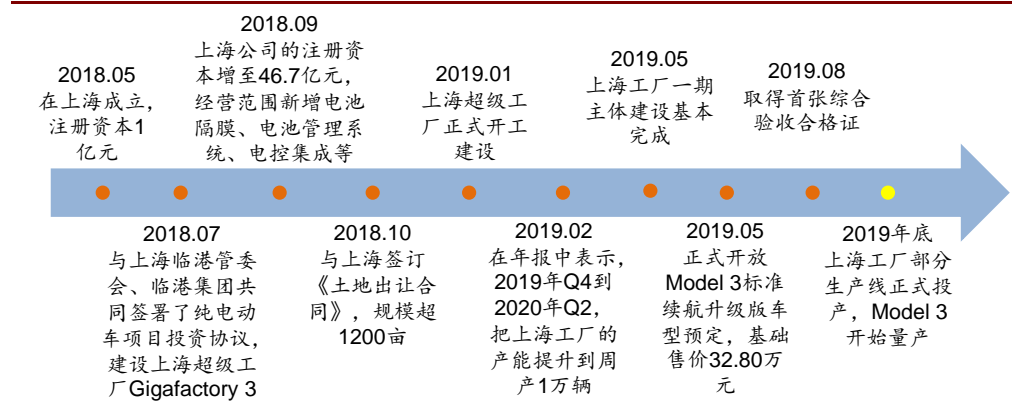 2018.05
在上海成立，
注册资本1
亿元
2018.07
与上海临港管委
会、临港集团共
同签署了纯电动
车项目投资协议，
建设上海超级工
厂Gigafactory 3
2018.09
上海公司的注册资
本增至46.7亿元，
经营范围新增电池
隔膜、电池管理系
统、电控集成等
2018.10
与上海签订
《土地出让合
同》，规模超
1200亩
2019.01
上海超级工
厂正式开工
建设
2019.02
在年报中表示，
2019年Q4到
2020年Q2，
把上海工厂的
产能提升到周
产1万辆
2019.05
上海工厂一期
主体建设基本
完成
2019.05
正式开放
Model 3标准
续航升级版车
型预定，基础
售价32.80万
元
2019.08
取得首张综合
验收合格证
2019年底
上海工厂部分
生产线正式投
产，Model 3
开始量产